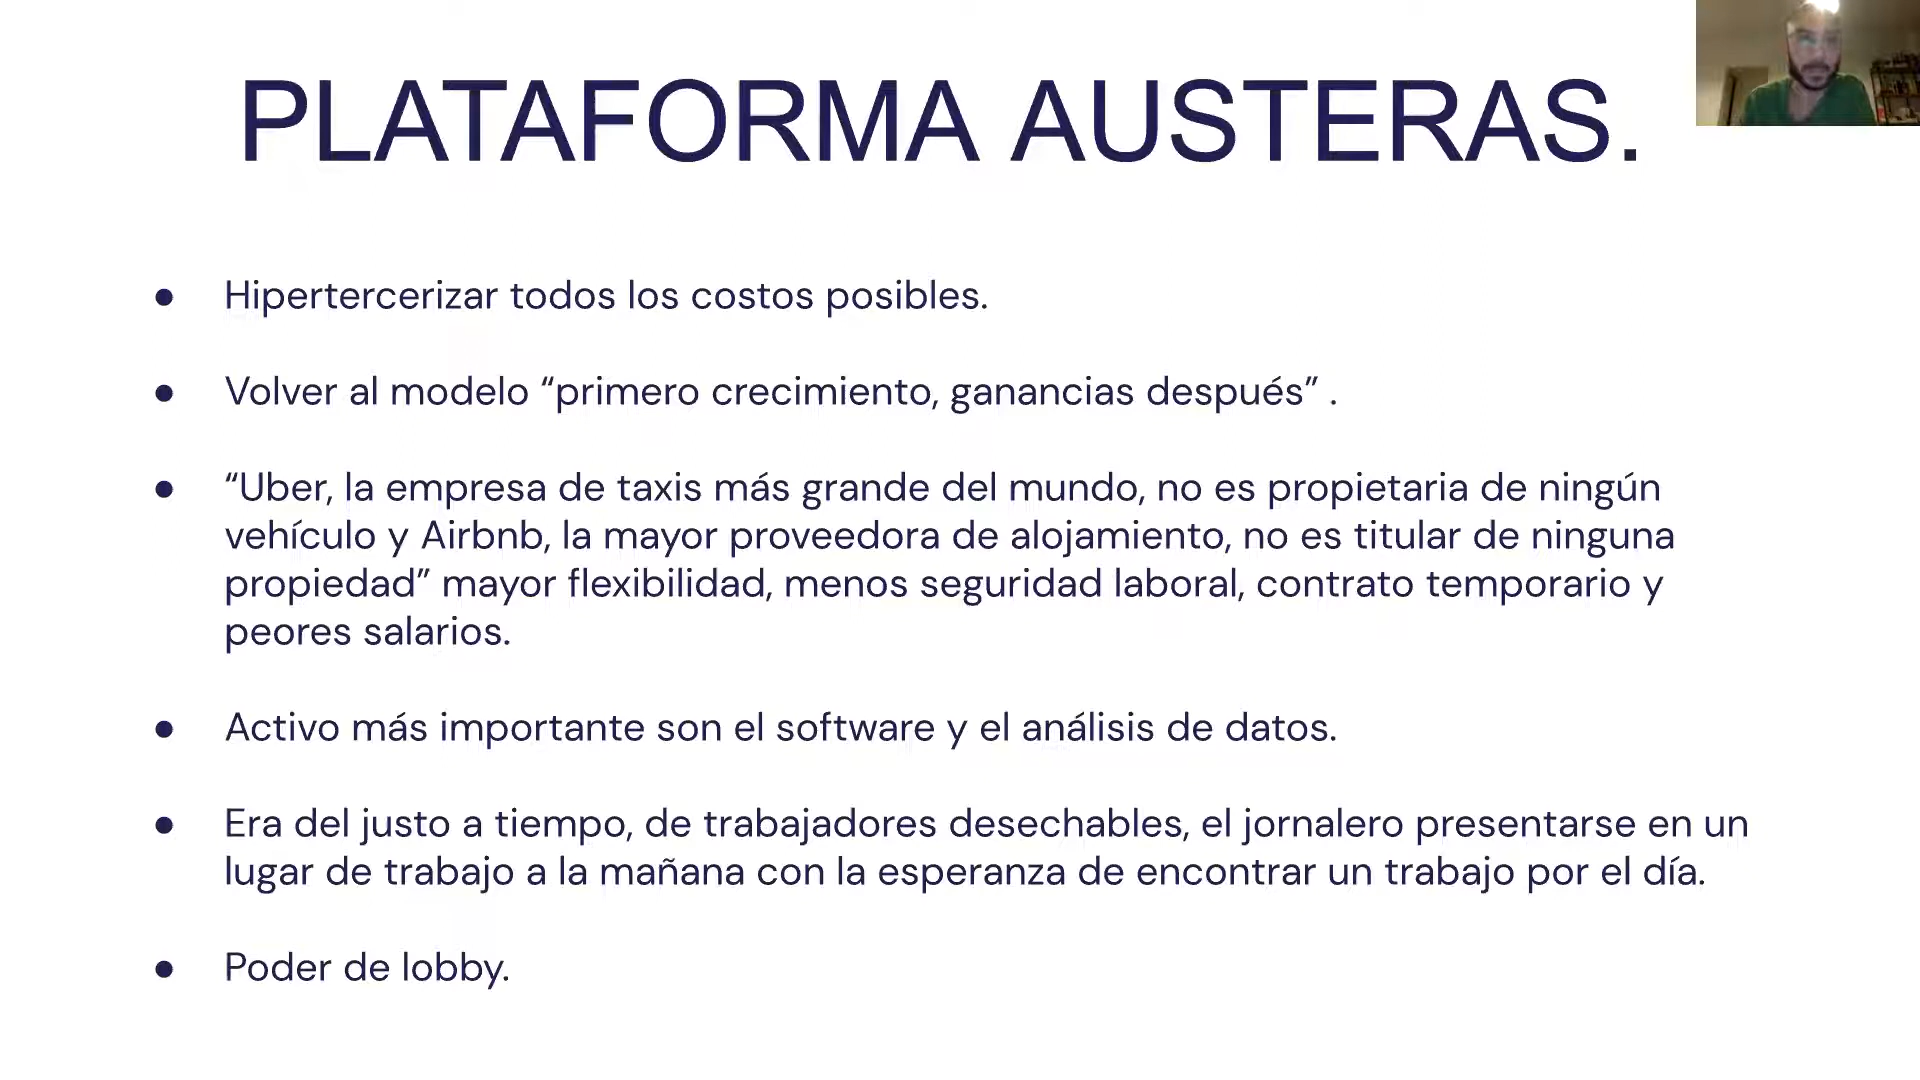 PLATAFORMA AUSTERAS.
● Hipertercerizar todos los costos posibles.
● Volver al modelo “primero crecimiento, ganancias después” .
● “Uber, la empresa de taxis más grande del mundo, no es propietaria de ningún
vehículo y Airbnb, la mayor proveedora de alojamiento, no es titular de ninguna
propiedad” mayor flexibilidad, menos seguridad laboral, contrato temporario y
peores salarios.
● Activo más importante son el software y el análisis de datos.
● Era del justo a tiempo, de trabajadores desechables, el jornalero presentarse en un
lugar de trabajo a la mañana con la esperanza de encontrar un trabajo por el día.
● Poder de lobby.